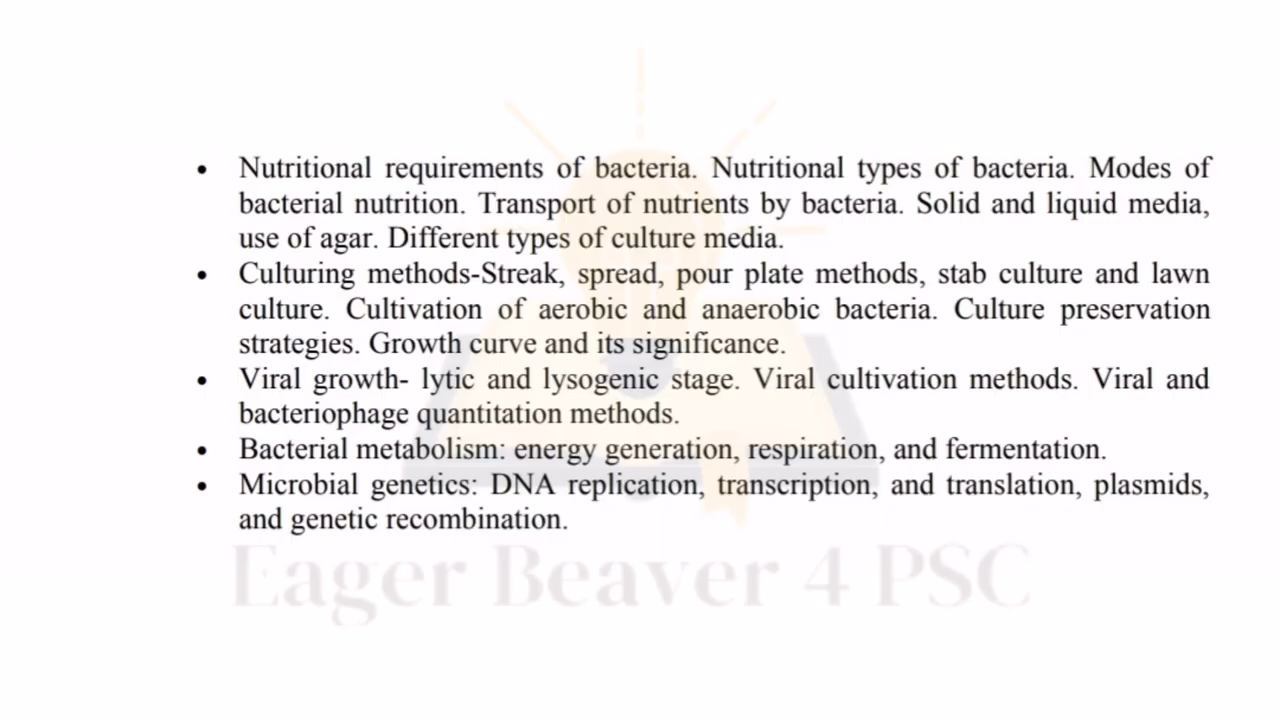 • Nutritional requirements of bacteria. Nutritional types of bacteria. Modes of
bacterial nutrition. Transport of nutrients by bacteria. Solid and liquid media,
use of agar. Different types of culture media.
• Culturing methods-Streak, spread, pour plate methods, stab culture and lawn
culture. Cultivation of aerobic and anaerobic bacteria. Culture preservation
strategies. Growth curve and its significance.
• Viral growth- lytic and lysogenic stage. Viral cultivation methods. Viral and
bacteriophage quantitation methods.
• Bacterial metabolism: energy generation, respiration, and fermentation.
• Microbial genetics: DNA replication, transcription, and translation, plasmids,
and genetic recombination.
Eager Beaver 4 PSC